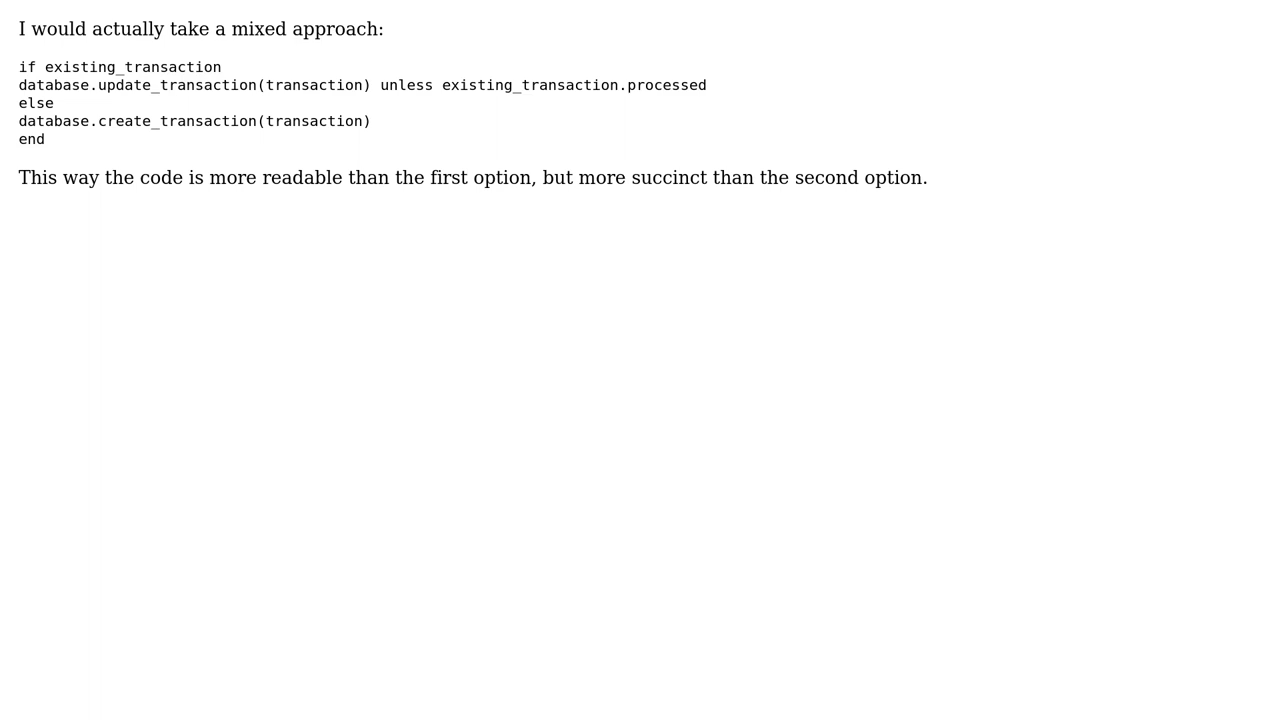 I would actually take a mixed approach:
if existing_transaction
database.update_transaction(transaction) unless existing_transaction.processed
else
database.create_transaction(transaction)
end
This way the code is more readable than the first option, but more succinct than the second option.